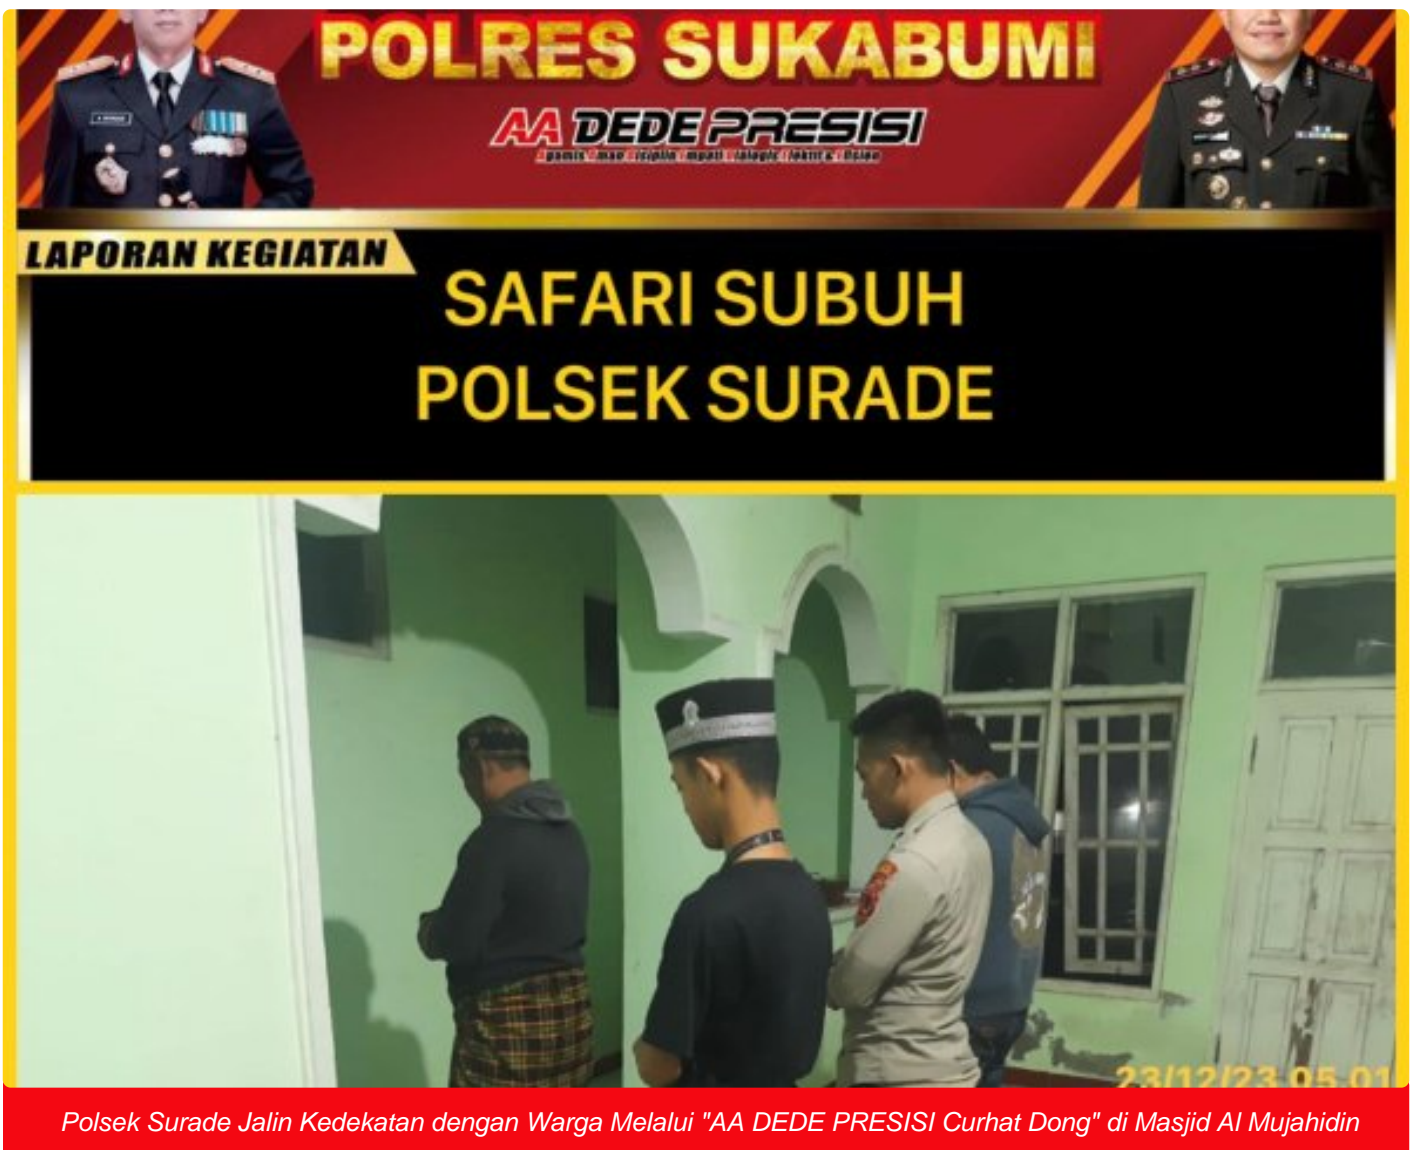 POLRES SUKABUMI
AA DEDE PRESISI
LAPORAN KEGIATAN
SAFARI SUBUH
POLSEK SURADE
23/12/23 05.01
Polsek Surade Jalin Kedekatan dengan Warga Melalui "AA DEDE PRESISI Curhat Dong" di Masjid Al Mujahidin